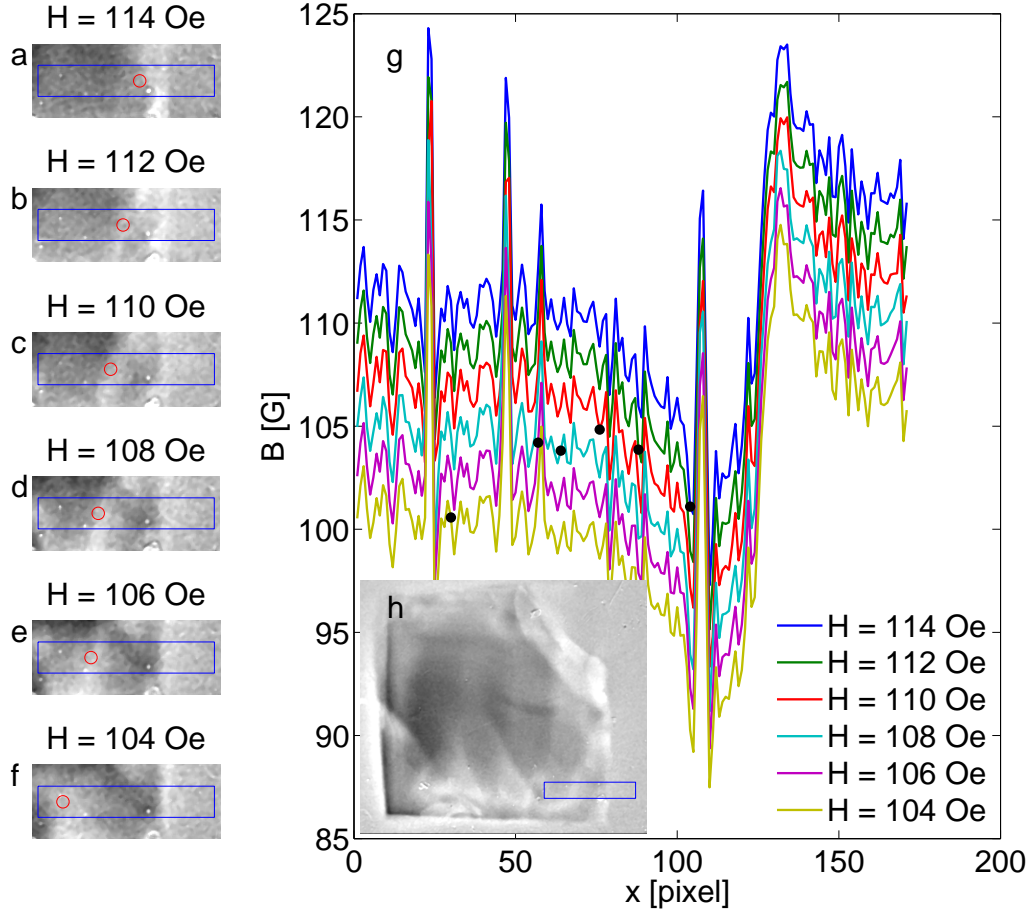 H = 114 Oe
a
H = 112 Oe
b
H = 110 Oe
c
H = 108 Oe
d
H = 106 Oe
e
H = 104 Oe
f
g
125
120
115
110
105
100
95
90
85
B [G]
0
50
100
150
200
x [pixel]
h
H = 114 Oe
H = 112 Oe
H = 110 Oe
H = 108 Oe
H = 106 Oe
H = 104 Oe